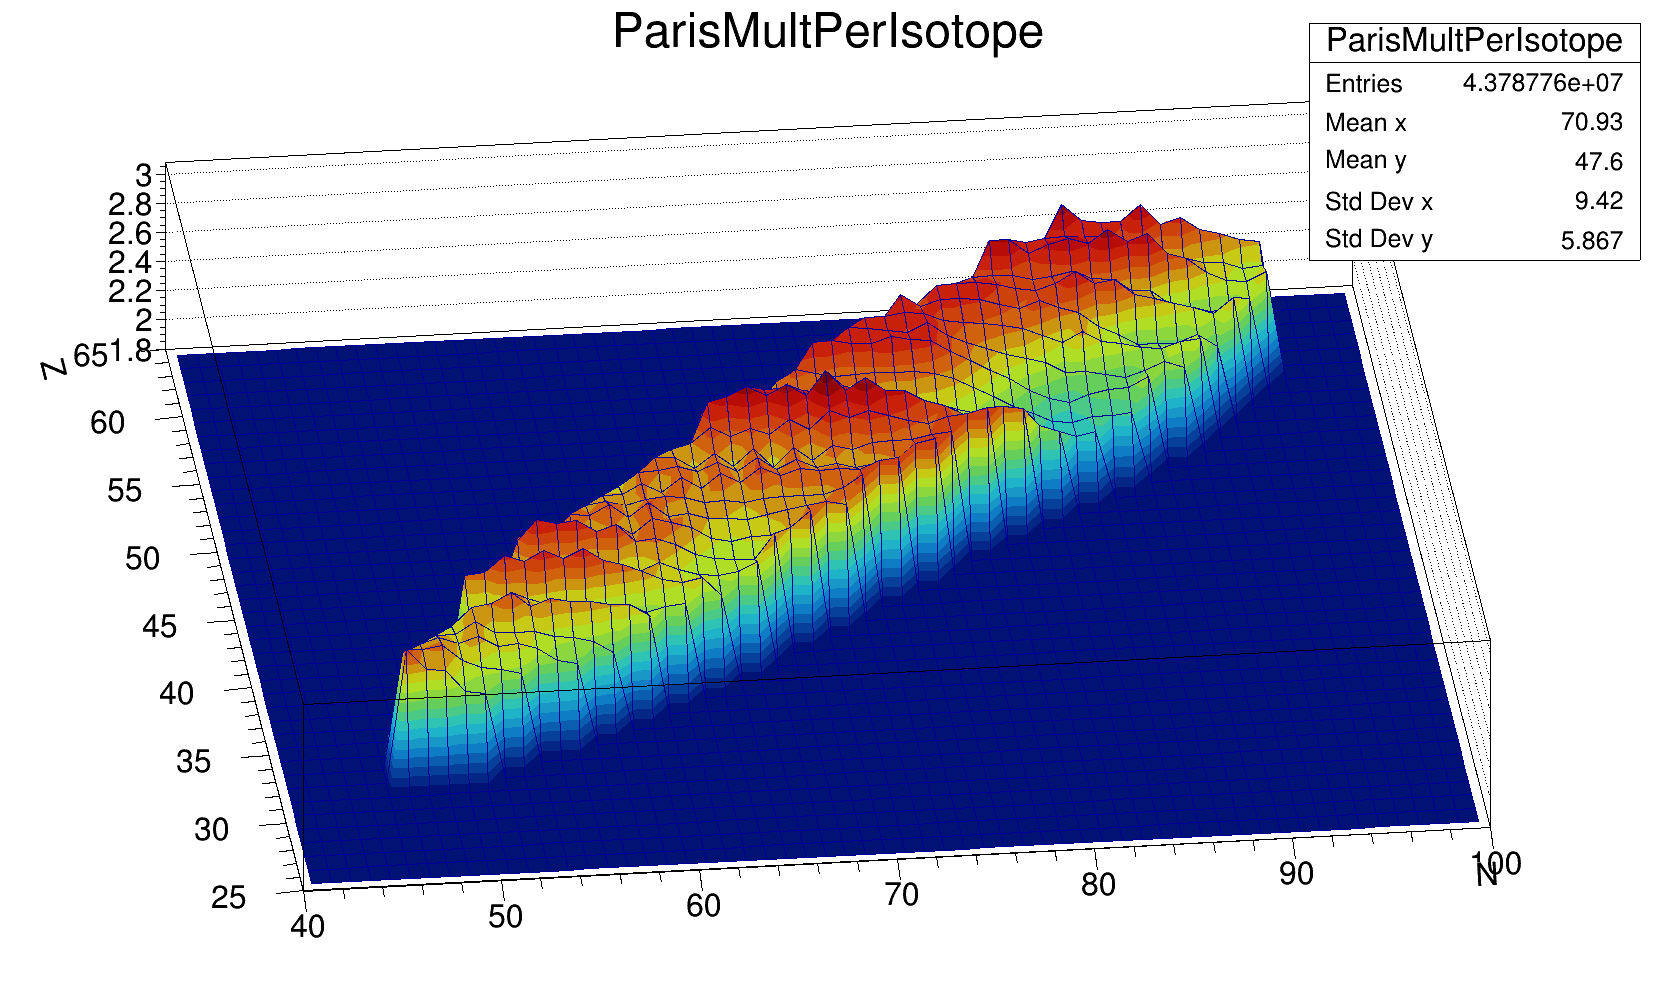 ParisMultPerIsotope
ParisMultPerIsotope
Entries 4.378776e+07
Mean x 70.93
Mean y 47.6
Std Dev x 9.42
Std Dev y 5.867
3
2.8
2.6
2.4
2.2
2
1.8
Z
65
60
55
50
45
40
35
30
25
40
50
60
70
80
90
100
N